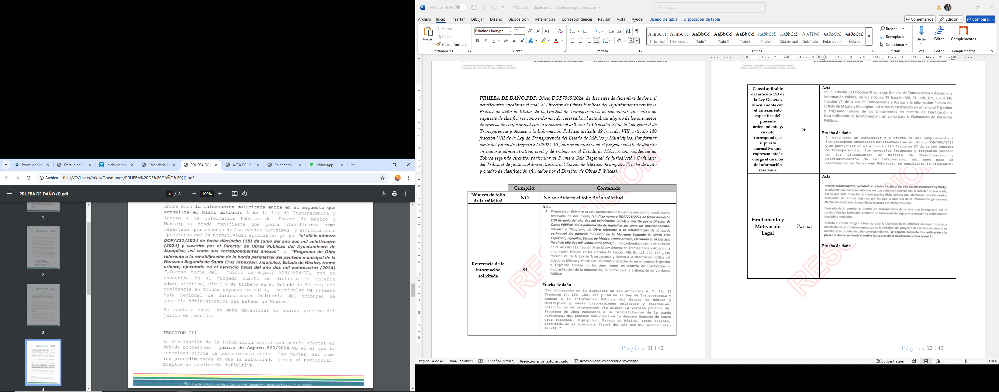 Portal de Ser
Detalle del S
Inicio de ses
Calendario in
PRUEBA DE
ACTA DEL CO
Calendario C
WhatsApp
Archivo
file:///C:/Users/arkin/Downloads/PRUEBA%20DE%20DAÑO%20(1).pdf
PRUEBA DE DAÑO (1).pdf
4 / 8
100%
1
2
3
4
Ahora bien la información solicitada entra en el supuesto que
actualiza el mismo artículo 4 de la Ley de Transparencia y
Acceso a la Información Pública del Estado de México y
Municipios donde manifiesta que podrá clasificarse como
reservada por razones de las causas legítimas y estrictamente
´previstas por la normatividad aplicable, ya que "el oficio número
DOP/221/2024 de fecha dieciocho (18) de junio del año dos mil veinticuatro
(2024) y suscrito por el Director de Obras Públicas del Ayuntamiento de
Jiquipilco, así como sus correspondientes anexos" y "Programa de Obra
referente a la rehabilitación de la barda perimetral del panteón municipal de la
Manzana Segunda de Santa Cruz Tepexpan, Jiquipilco, Estado de México, tramo
oriente, ejecutado en el ejercicio fiscal del año dos mil veinticuatro (2024)
",forman parte del juicio de Amparo 823/2024-VL, que se
encuentra En el juzgado cuarto de distrito en materia
administrativa, civil y de trabajo en el Estado de México, con
residencia en Toluca segundo circuito, particular vs Primera
Sala Regional de Jurisdicción Ordinaria del Tribunal de
justicia Administrativa del Estado de México.
En razón a esto se debe garantizar el debido proceso del
juicio en mención.
FRACCION III
La divulgación de la información solicitada podría afectar el
debido proceso del juicio de Amparo 823/2024-VL en el que la
autoridad dirima la controversia entre las partes, así como
los procedimientos en que la autoridad, frente al particular,
prepare su resolución definitiva.
PLaza de la Reforma No. 1 Col. Centro, Jiquipilco Estado de Mexico, C. P. 50800
Autoguardado
7707.docx - Guardado por última vez por el usuario
Buscar
Archivo Inicio Insertar Dibujar Diseño Disposición Referencias Correspondencia Revisar Vista Ayuda Diseño de tabla Disposición de tabla
Comentarios Edición Compartir
Pegar
Cortar
Copiar
Copiar formato
Portapapeles
Palatino Linotype 10
N K S ab x₂ x²
Fuente
Párrafo
AaBbCcI ¶ Normal
AaBbCcI ¶ Sin espa...
AaBbCc Título 1
AaBbCc Título 2
AaBbCc Título 3
AaBbCcL Título 4
AaBbCcI Cita textual
AaBbC Subtítulo
AaBbCcL Énfasis sutil
AaBbCcL Énfasis
Estilos
Buscar
Reemplazar
Seleccionar
Edición
Dictar
Voz
Editor
Editor
Complementos
Complementos
Instituto de Transparencia, Acceso a la Información Pública y
Protección de Datos Personales del Estado de México y Municipios
PRUEBA DE DAÑO.PDF: Oficio DOP7565/2024, de diecisiete de diciembre de dos mil
veinticuatro, mediante el cual, el Director de Obras Públicas del Ayuntamiento remite la
Prueba de daño al titular de la Unidad de Transparencia, al considerar que entra en
supuesto de clasificarse como información reservada, al actualizar alguno de los supuestos
de reserva de conformidad con lo dispuesto el artículo 113 fracción XI de la Ley general de
Transparencia y Acceso a la Información Pública; artículo 49 fracción VIII, artículo 140
fracción VIII de la Ley de Transparencia del Estado de México y Municipios. Por formar
parte del Juicio de Amparo 823/2024-VL, que se encuentra en el juzgado cuarto de distrito
en materia administrativa, civil y de trabajo en el Estado de México, con residencia en
Toluca segundo circuito, particular vs Primera Sala Regional de Jurisdicción Ordinaria
del Tribunal de justicia Administrativa del Estado de México. Acompaña Prueba de daño
y cuadro de clasificación (firmados por el Director de Obras Públicas).
Cumplió: Contenido
Número de folio
de la solicitud
NO
No se advierte el folio de la solicitud
Referencia de la
información
solicitada
SI
Acta
4. Propuesta análisis y en su caso aprobación de la clasificación de información como
reservada del documento "el oficio número DOP/221/2024 de fecha dieciocho
(18) de junio del año dos mil veinticuatro (2024) y suscrito por el Director de
Obras Públicas del Ayuntamiento de Jiquipilco, así como sus correspondientes
anexos" y "Programa de Obra referente a la rehabilitación de la barda
perimetral del panteón municipal de la Manzana Segunda de Santa Cruz
Tepexpan, Jiquipilco, Estado de México, tramo oriente, ejecutado en el ejercicio
fiscal del año dos mil veinticuatro (2024)", de conformidad con lo establecido
en el artículo 113 fracción XI de la Ley General de Transparencia y Acceso a la
Información Pública, en los artículos 49 fracción VIII, 91, 128, 129, 132 y 140
fracción VIII de la Ley de Transparencia y Acceso a la información Pública del
Estado de México y Municipios; así como lo establecido en el numeral Trigésimo
y Trigésimo Tercero de los Lineamientos en materia de Clasificación y
Desclasificación de la Información, así como para la Elaboración de Versiones
Públicas.
Prueba de daño
Con fundamento en lo dispuesto en los artículos 4, 7, 15, 23
fracción IV, 150, 152, 155 y 160 de la Ley de Transparencia y
Acceso a la Información Pública del Estado de México y
Municipios y demás disposiciones relativas y aplicables,
solicito se me proporcione vía SAIMEX la versión pública del
Programa de Obra referente a la rehabilitación de la barda
perimetral del panteón municipal de la Manzana Segunda de Santa
Cruz Tepexpan, Jiquipilco, Estado de México, tramo oriente,
ejecutado en el ejercicio fiscal del año dos mil veinticuatro
(2024)."
Página 21 | 42
Instituto de Transparencia, Acceso a la Información Pública y
Protección de Datos Personales del Estado de México y Municipios
Causal aplicable
del artículo 113 de
la Ley General,
vinculándola con
el Lineamiento
específico del
presente
ordenamiento y,
cuando
corresponda, el
supuesto
normativo que
expresamente le
otorga el carácter
de información
reservada
Sí
Acta
en el artículo 113 fracción XI de la Ley General de Transparencia y Acceso a la
Información Pública, en los artículos 49 fracción VIII, 91, 128, 129, 132 y 140
fracción VIII de la Ley de Transparencia y Acceso a la información Pública del
Estado de México y Municipios; así como lo establecido en el numeral Trigésimo
y Trigésimo Tercero de los Lineamientos en materia de Clasificación y
Desclasificación de la Información, así como para la Elaboración de Versiones
Públicas.
Prueba de daño
En este caso en particular y a efecto de dar cumplimiento a
los preceptos anteriores manifestados en el oficio DOP/565/2024
y en particular en el artículo 113 fracción XI de la Ley General
de Transparencia, los numerales Trigésimo y Trigésimo Tercero
de los Lineamientos en materia de Clasificación y
Desclasificación de la Información, así como para la
Elaboración de Versiones Públicas, se manifiesta lo siguiente:
Fundamento y
Motivación
Legal
Parcial
Acta
México, tramo oriente, ejecutado en el ejercicio fiscal del año dos mil veinticuatro (2024)",
se advierte que contiene información que debe mantenerse con el carácter de reservada;
por lo que ante el hecho de hacer publica dicha genera una afectación en este sentido
precisando las razones objetivas por las que la apertura de la información genera una
afectación en el cómo lo manifiesta la prueba de daño expuesta.
Derivado de lo anterior el Comité de Transparencia determina que lo expuesto por el
servidor Público habilitado contiene un razonamiento lógico y se encuentra debidamente
fundado y motivado;
Solicita al comité tengan a bien aprobar la clasificación de información como reservada
manifestando los motivos expuestos en la solicitud del proyecto de clasificación donde se
manifiesta la prueba de daño correspondiente. (se adjunta proyecto de clasificación a la
presente donde se funda y motiva las causas de la clasificación como anexo 1)
Prueba de daño
Página 22 | 42
Página 24 de 42 10443 palabras Español (México) Predicciones de texto: activado Accesibilidad: es necesario investigar
Concentración 110%